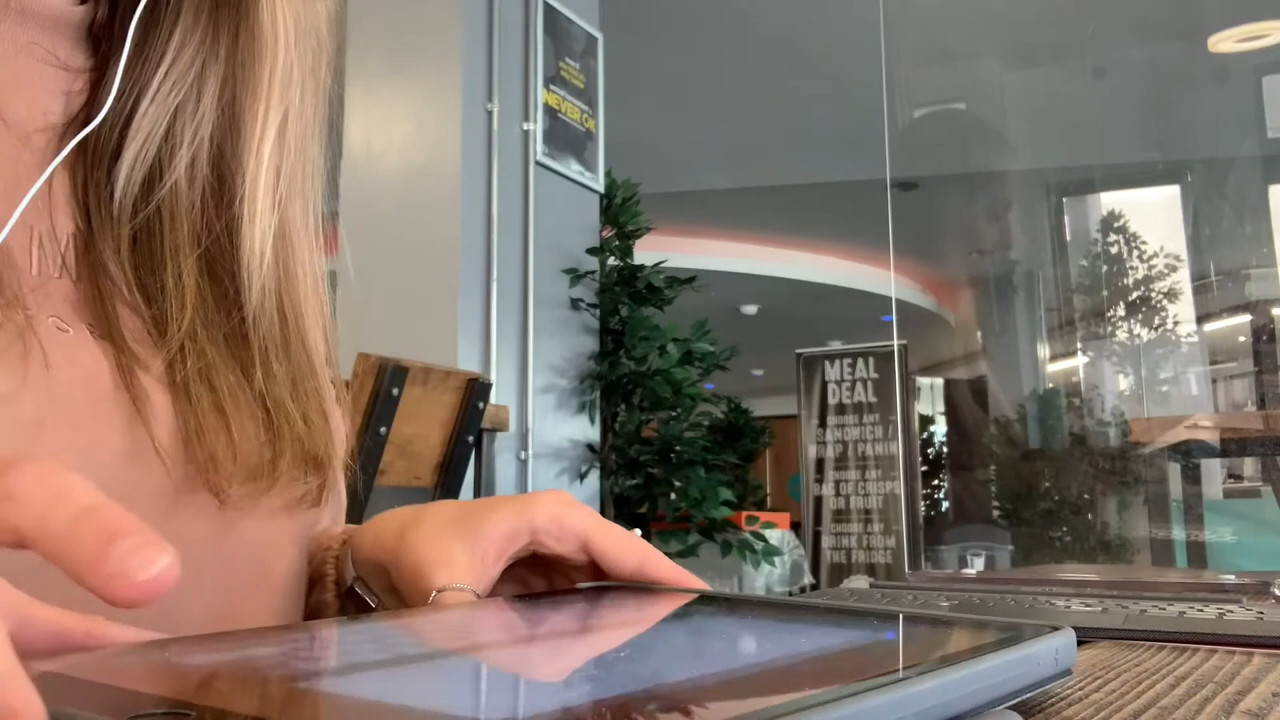 NEVER OK
MEAL
DEAL
CHOOSE ANY
SANDWICH /
WRAP / PANINI
CHOOSE ANY
BAG OF CRISPS
OR FRUIT
CHOOSE ANY
DRINK FROM
THE FRIDGE